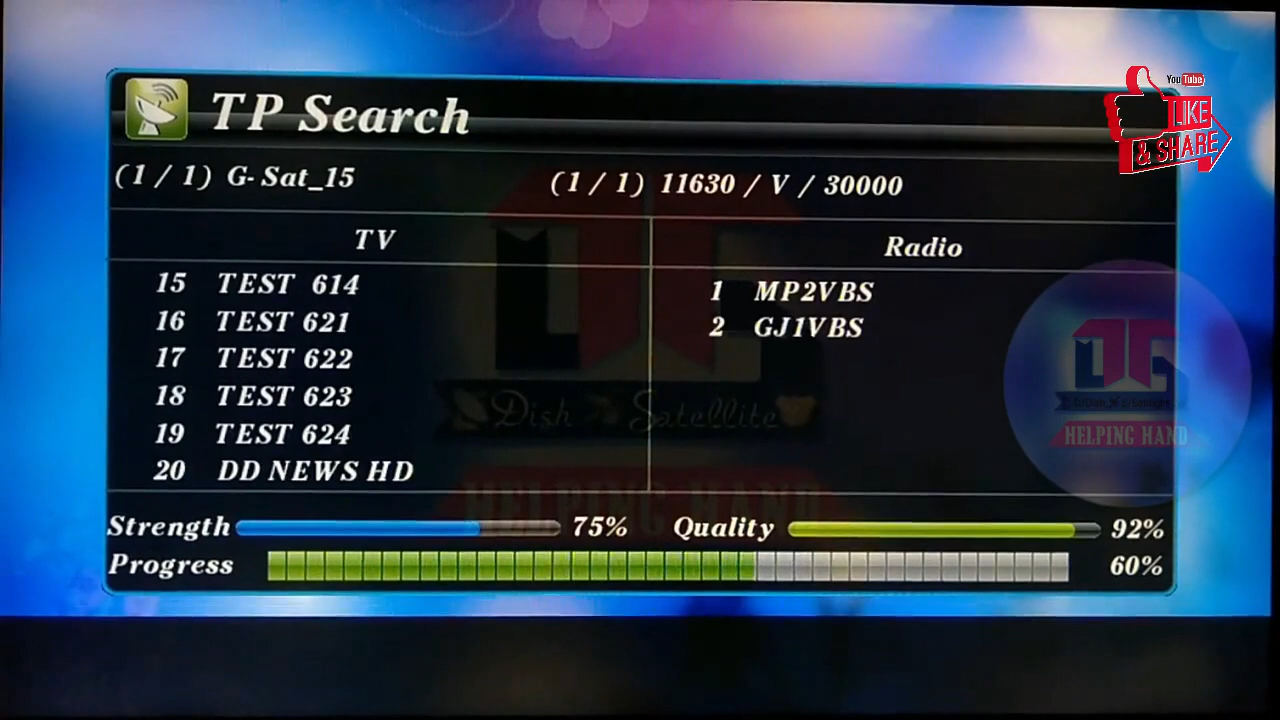 TP Search
YouTube
LIKE
& SHARE
(1 / 1) G- Sat_15
(1 / 1) 11630 / V / 30000
TV
Radio
15 TEST 614
16 TEST 621
17 TEST 622
18 TEST 623
19 TEST 624
20 DD NEWS HD
1 MP2VBS
2 GJ1VBS
Dish Satellite
HELPING HAND
HELPING HAND
Strength 75% Quality 92%
Progress 60%